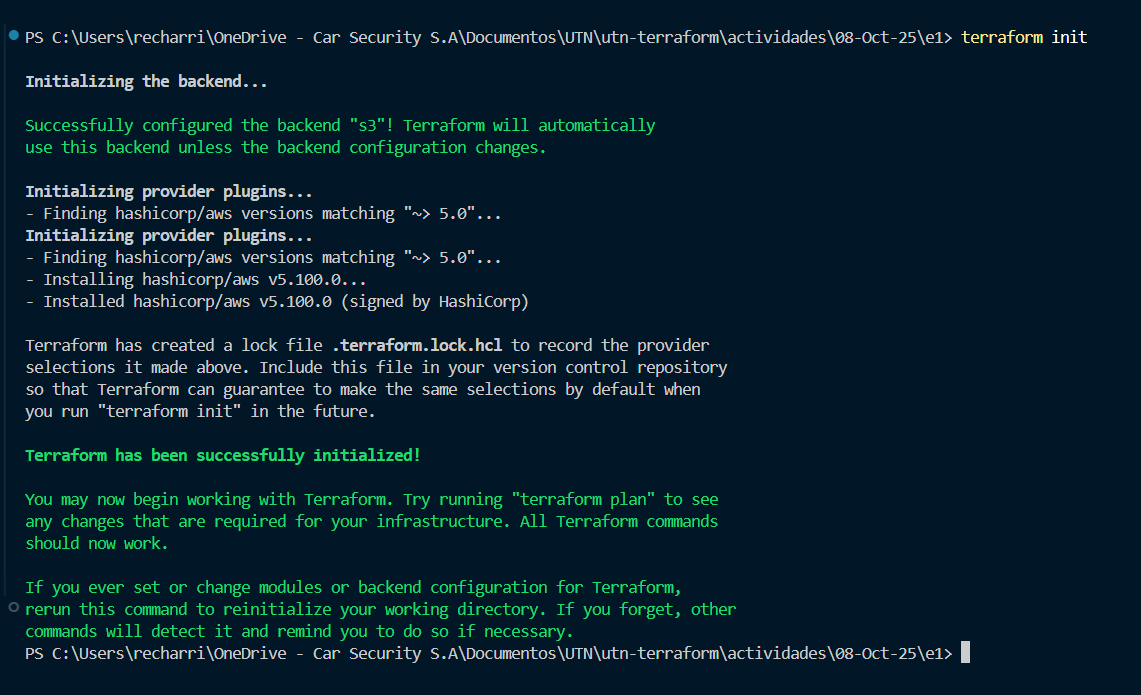 PS C:\Users\recharri\OneDrive - Car Security S.A\Documentos\UTN\utn-terraform\actividades\08-Oct-25\e1> terraform init
Initializing the backend...
Successfully configured the backend "s3"! Terraform will automatically
use this backend unless the backend configuration changes.
Initializing provider plugins...
- Finding hashicorp/aws versions matching "~> 5.0"...
Initializing provider plugins...
- Finding hashicorp/aws versions matching "~> 5.0"...
- Installing hashicorp/aws v5.100.0...
- Installed hashicorp/aws v5.100.0 (signed by HashiCorp)
Terraform has created a lock file .terraform.lock.hcl to record the provider
selections it made above. Include this file in your version control repository
so that Terraform can guarantee to make the same selections by default when
you run "terraform init" in the future.
Terraform has been successfully initialized!
You may now begin working with Terraform. Try running "terraform plan" to see
any changes that are required for your infrastructure. All Terraform commands
should now work.
If you ever set or change modules or backend configuration for Terraform,
rerun this command to reinitialize your working directory. If you forget, other
commands will detect it and remind you to do so if necessary.
PS C:\Users\recharri\OneDrive - Car Security S.A\Documentos\UTN\utn-terraform\actividades\08-Oct-25\e1>